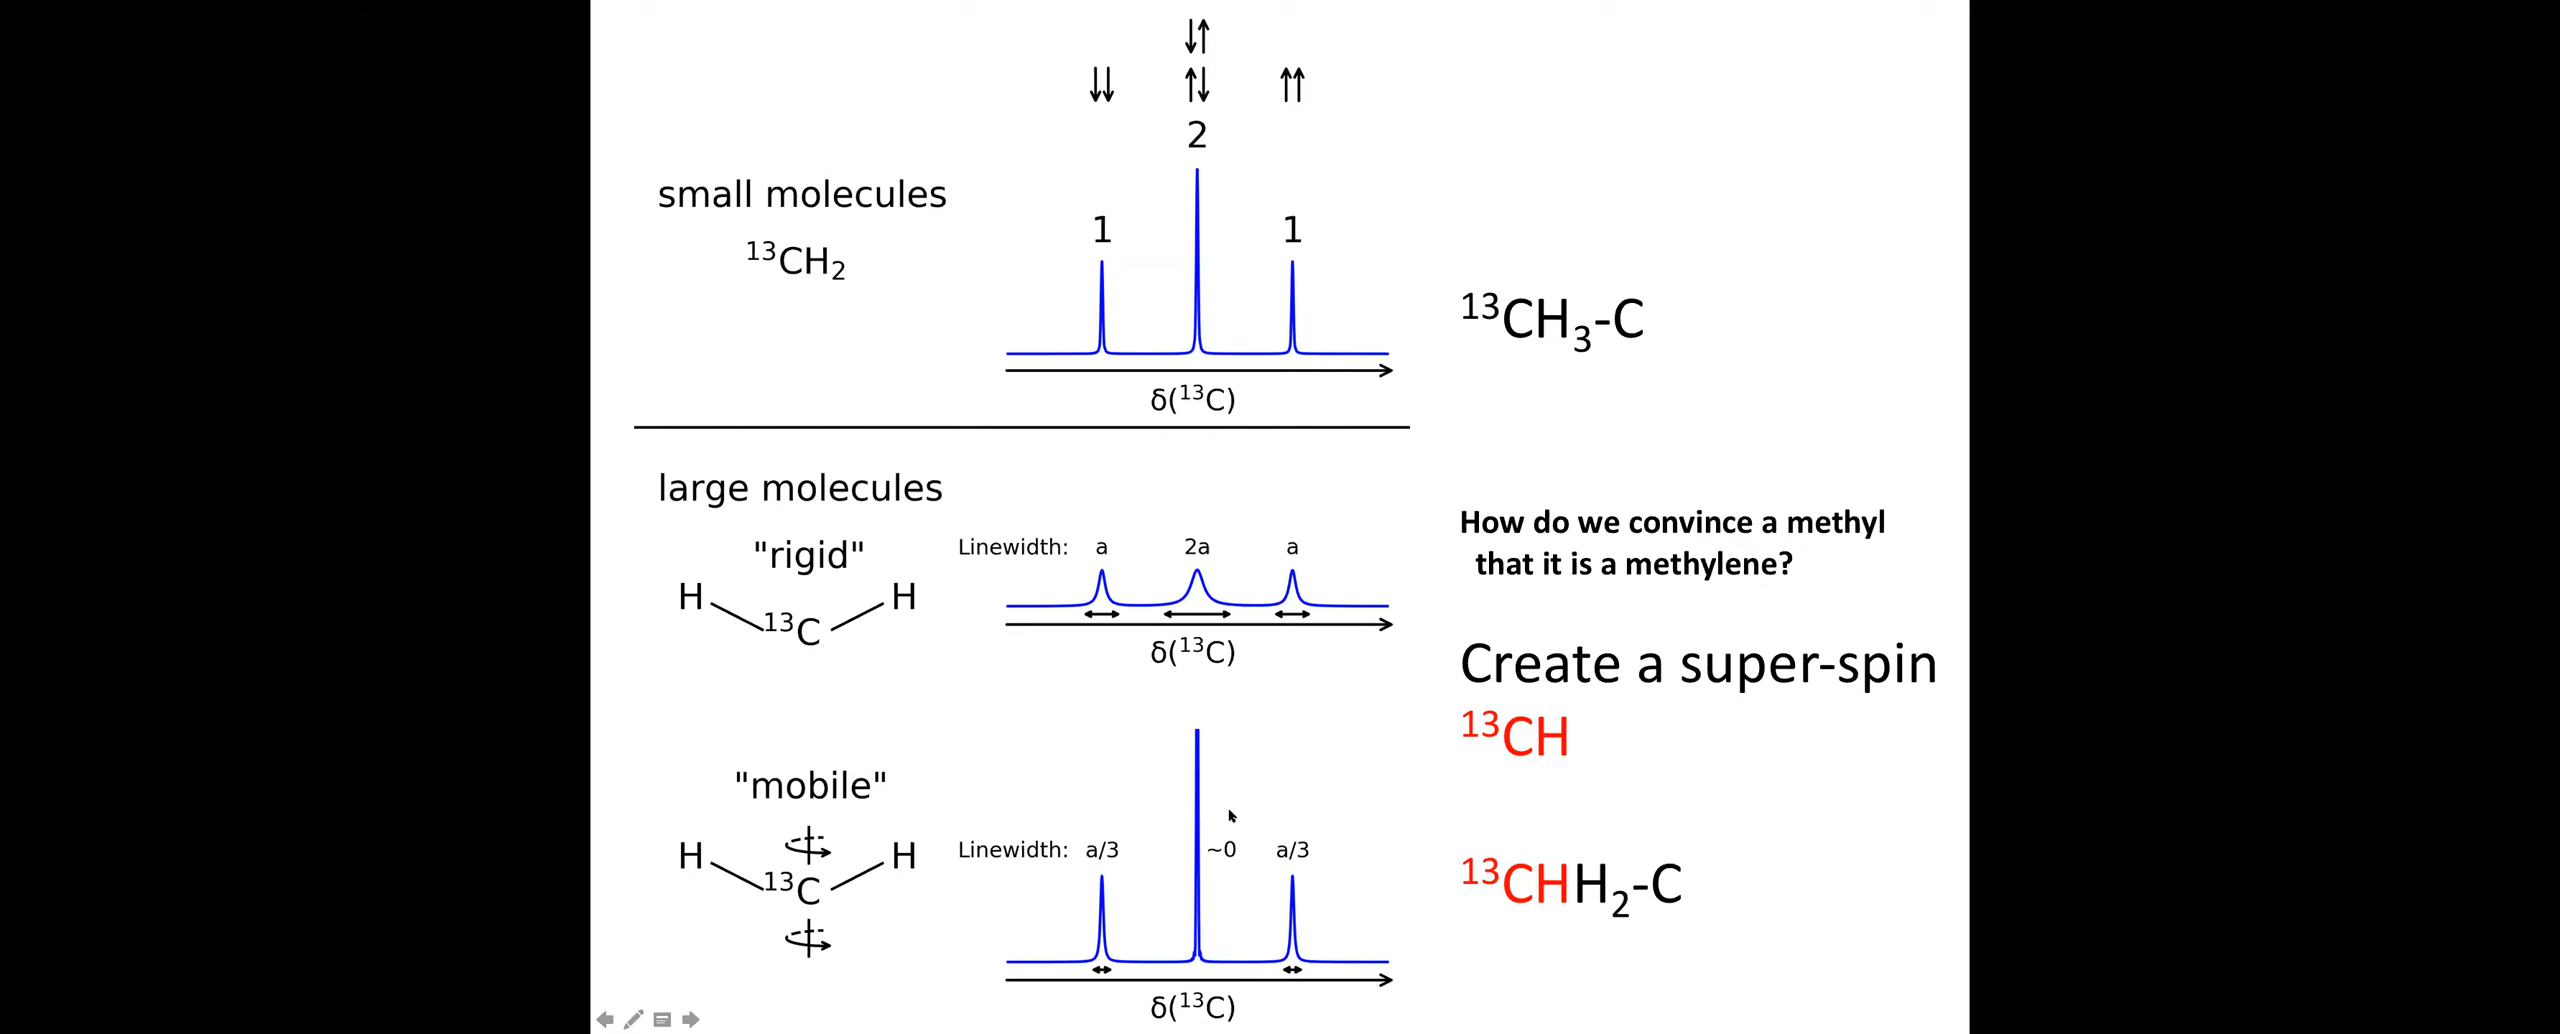 ↓↑
↓↓ ↑↓ ↑↑
2
small molecules
1 1
¹³CH₂
δ(¹³C)
¹³CH₃-C
large molecules
"rigid"
Linewidth: a 2a a
H H
¹³C
δ(¹³C)
How do we convince a methyl
that it is a methylene?
Create a super-spin
¹³CH
"mobile"
H H
¹³C
Linewidth: a/3 ~0 a/3
δ(¹³C)
¹³CHH₂-C